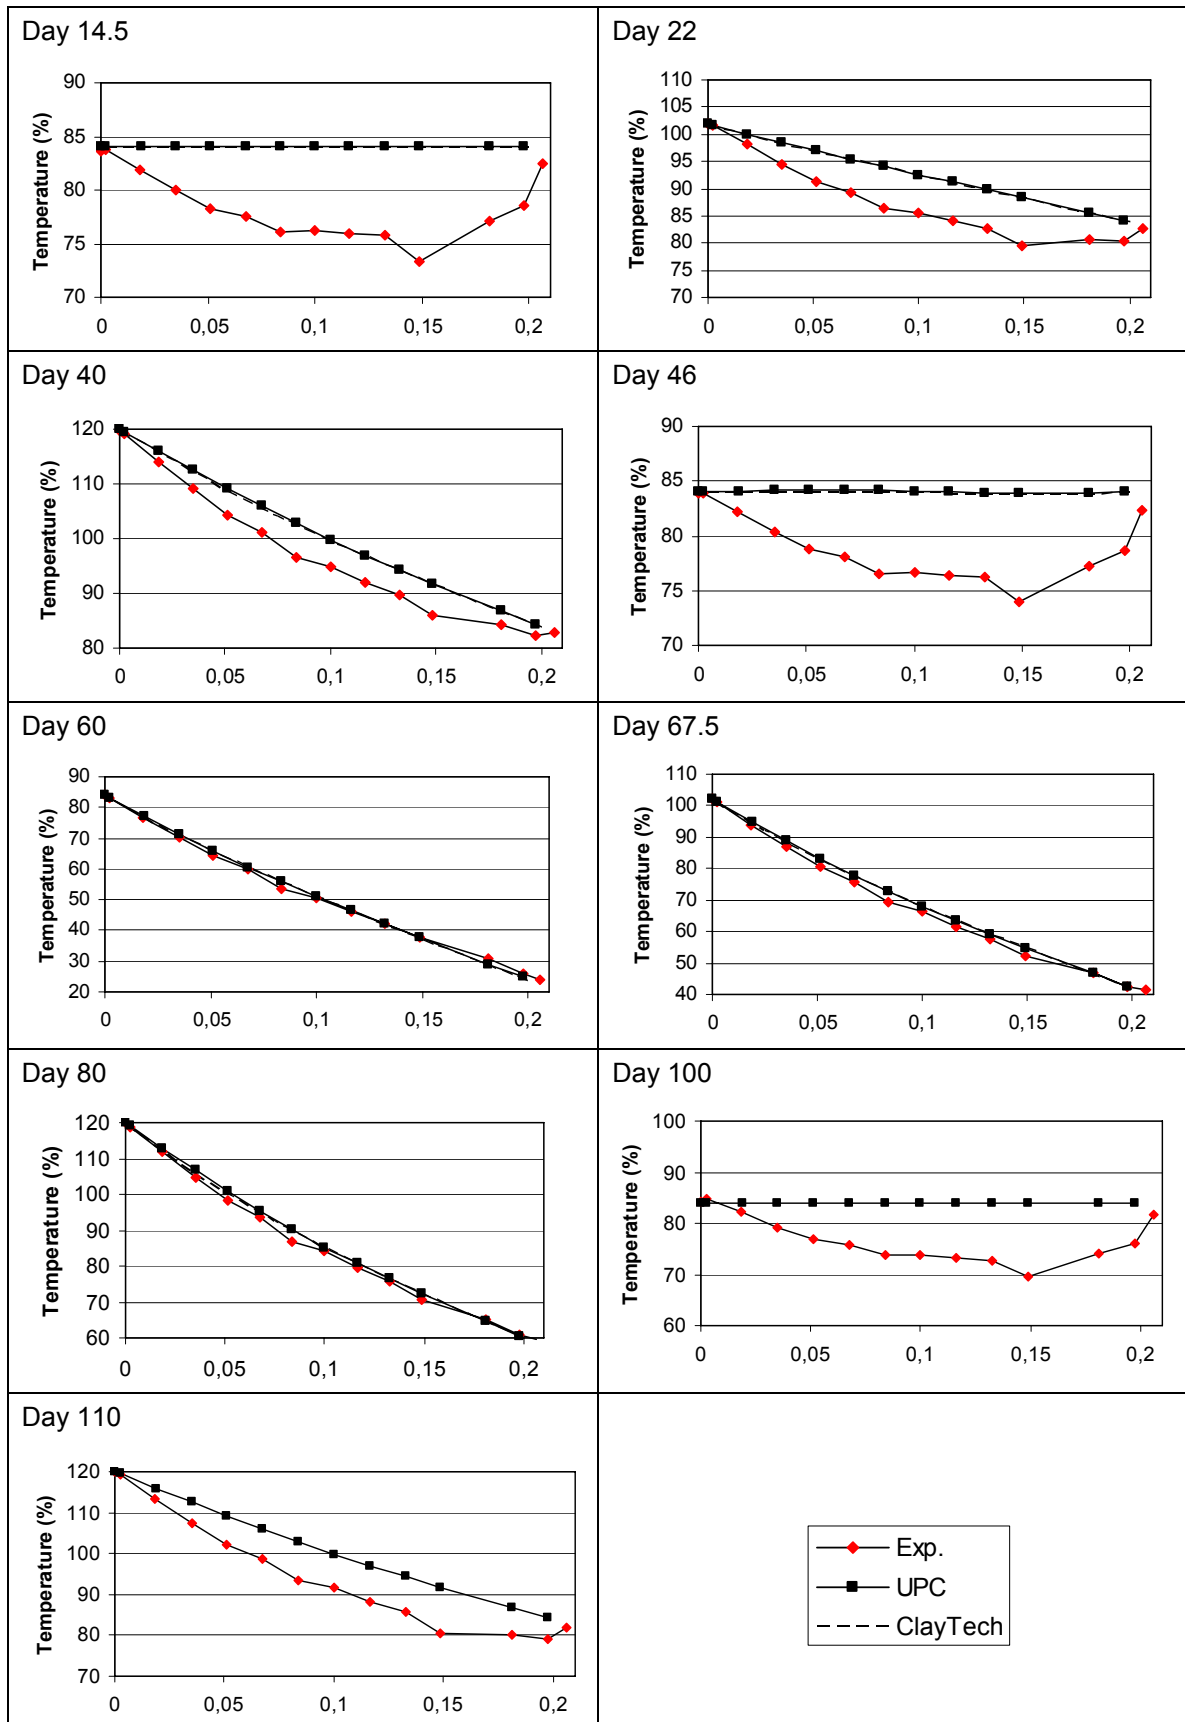 Day 14.5
90
85
80
75
70
Temperature (%)
0 0,05 0,1 0,15 0,2
Day 22
110
105
100
95
90
85
80
75
70
Temperature (%)
0 0,05 0,1 0,15 0,2
Day 40
120
110
100
90
80
Temperature (%)
0 0,05 0,1 0,15 0,2
Day 46
90
85
80
75
70
Temperature (%)
0 0,05 0,1 0,15 0,2
Day 60
90
80
70
60
50
40
30
20
Temperature (%)
0 0,05 0,1 0,15 0,2
Day 67.5
110
100
90
80
70
60
50
40
Temperature (%)
0 0,05 0,1 0,15 0,2
Day 80
120
110
100
90
80
70
60
Temperature (%)
0 0,05 0,1 0,15 0,2
Day 100
100
90
80
70
60
Temperature (%)
0 0,05 0,1 0,15 0,2
Day 110
120
110
100
90
80
70
Temperature (%)
0 0,05 0,1 0,15 0,2
Exp.
UPC
ClayTech